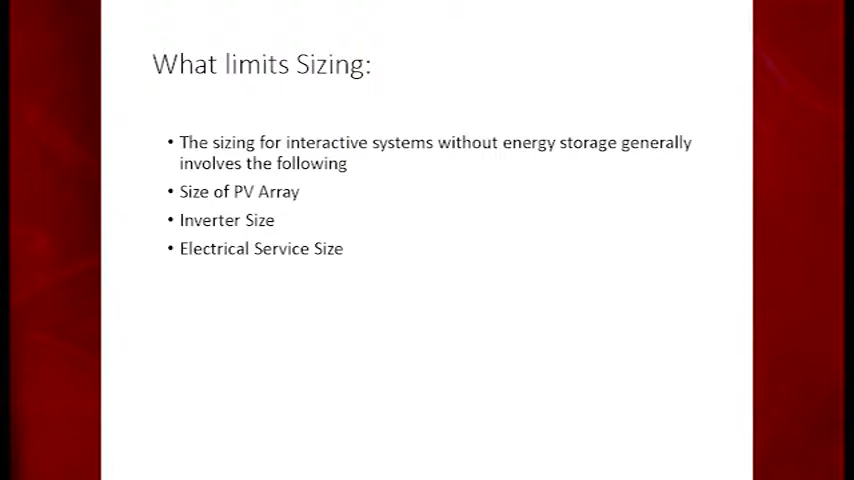 What limits Sizing:
• The sizing for interactive systems without energy storage generally
involves the following
• Size of PV Array
• Inverter Size
• Electrical Service Size